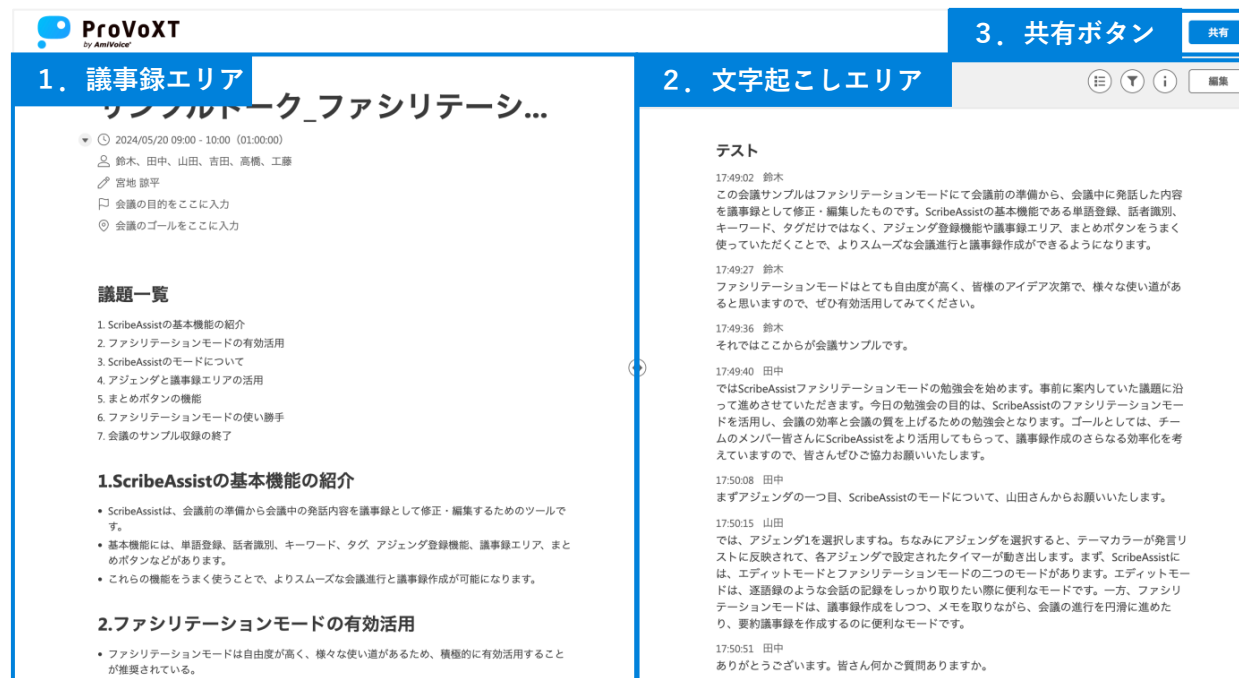 ProVoXT
by AmiVoice
3．共有ボタン
共有
1．議事録エリア
2．文字起こしエリア
編集
サンプルトーク_ファシリテーシ...
2024/05/20 09:00 - 10:00（01:00:00）
鈴木、田中、山田、吉田、高橋、工藤
宮地 諒平
会議の目的をここに入力
会議のゴールをここに入力
議題一覧
1. ScribeAssistの基本機能の紹介
2. ファシリテーションモードの有効活用
3. ScribeAssistのモードについて
4. アジェンダと議事録エリアの活用
5. まとめボタンの機能
6. ファシリテーションモードの使い勝手
7. 会議のサンプル収録の終了
1.ScribeAssistの基本機能の紹介
• ScribeAssistは、会議前の準備から会議中の発話内容を議事録として修正・編集するためのツールで
す。
• 基本機能には、単語登録、話者識別、キーワード、タグ、アジェンダ登録機能、議事録エリア、まと
めボタンなどがあります。
• これらの機能をうまく使うことで、よりスムーズな会議進行と議事録作成が可能になります。
2.ファシリテーションモードの有効活用
• ファシリテーションモードは自由度が高く、様々な使い道があるため、積極的に有効活用すること
が推奨されている。
テスト
17:49:02 鈴木
この会議サンプルはファシリテーションモードにて会議前の準備から、会議中に発話した内容
を議事録として修正・編集したものです。ScribeAssistの基本機能である単語登録、話者識別、
キーワード、タグだけではなく、アジェンダ登録機能や議事録エリア、まとめボタンをうまく
使っていただくことで、よりスムーズな会議進行と議事録作成ができるようになります。
17:49:27 鈴木
ファシリテーションモードはとても自由度が高く、皆様のアイデア次第で、様々な使い道があ
ると思いますので、ぜひ有効活用してみてください。
17:49:36 鈴木
それではここからが会議サンプルです。
17:49:40 田中
ではScribeAssistファシリテーションモードの勉強会を始めます。事前に案内していた議題に沿
って進めさせていただきます。今日の勉強会の目的は、ScribeAssistのファシリテーションモー
ドを活用し、会議の効率と会議の質を上げるための勉強会となります。ゴールとしては、チー
ムのメンバー皆さんにScribeAssistをより活用してもらって、議事録作成のさらなる効率化を考
えていますので、皆さんぜひご協力お願いいたします。
17:50:08 田中
まずアジェンダの一つ目、ScribeAssistのモードについて、山田さんからお願いいたします。
17:50:15 山田
では、アジェンダ1を選択しますね。ちなみにアジェンダを選択すると、テーマカラーが発言リ
ストに反映されて、各アジェンダで設定されたタイマーが動き出します。まず、ScribeAssistに
は、エディットモードとファシリテーションモードの二つのモードがあります。エディットモー
ドは、逐語録のような会話の記録をしっかり取りたい際に便利なモードです。一方、ファシリ
テーションモードは、議事録作成をしつつ、メモを取りながら、会議の進行を円滑に進めた
り、要約議事録を作成するのに便利なモードです。
17:50:51 田中
ありがとうございます。皆さん何かご質問ありますか。